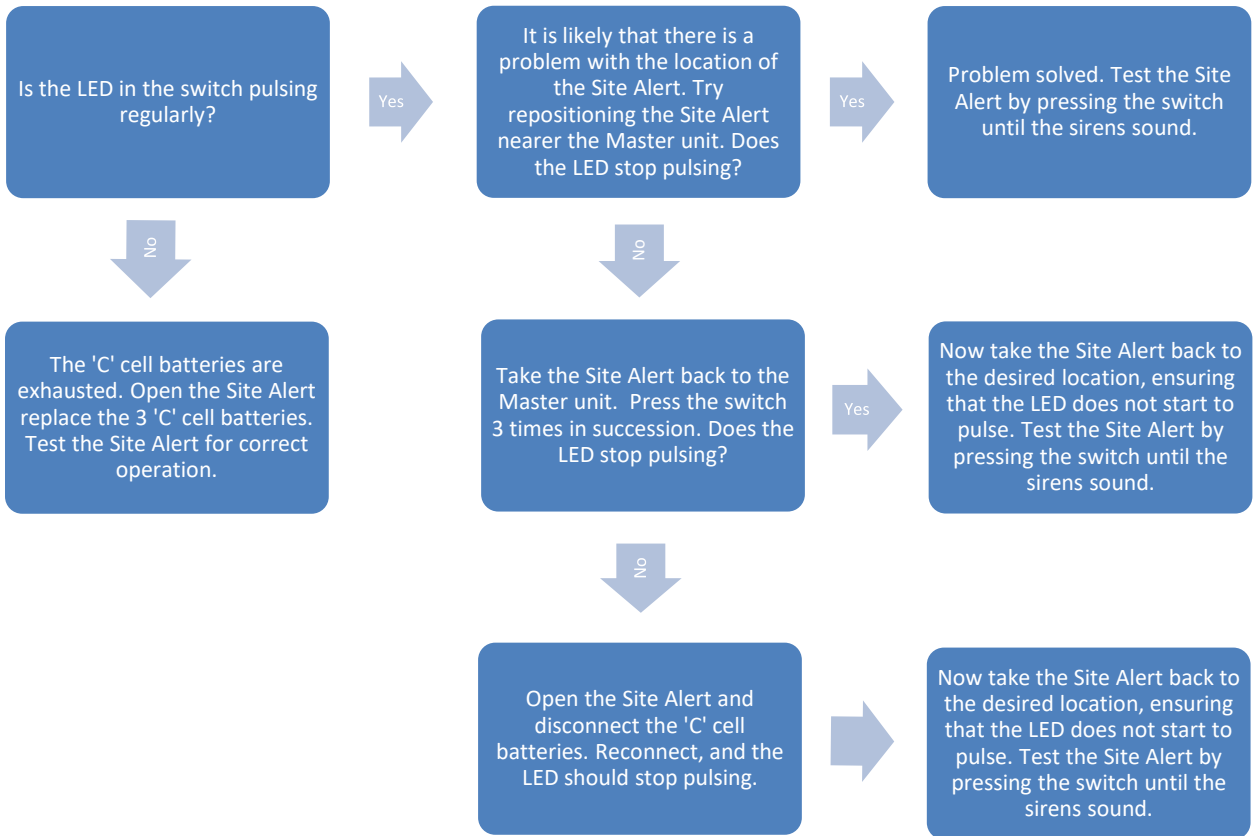 Is the LED in the switch pulsing
regularly?
Yes
It is likely that there is a
problem with the location of
the Site Alert. Try
repositioning the Site Alert
nearer the Master unit. Does
the LED stop pulsing?
Yes
Problem solved. Test the Site
Alert by pressing the switch
until the sirens sound.
No
No
The 'C' cell batteries are
exhausted. Open the Site Alert
replace the 3 'C' cell batteries.
Test the Site Alert for correct
operation.
Take the Site Alert back to the
Master unit.  Press the switch
3 times in succession. Does the
LED stop pulsing?
Yes
Now take the Site Alert back to
the desired location, ensuring
that the LED does not start to
pulse. Test the Site Alert by
pressing the switch until the
sirens sound.
No
Open the Site Alert and
disconnect the 'C' cell
batteries. Reconnect, and the
LED should stop pulsing.
Now take the Site Alert back to
the desired location, ensuring
that the LED does not start to
pulse. Test the Site Alert by
pressing the switch until the
sirens sound.